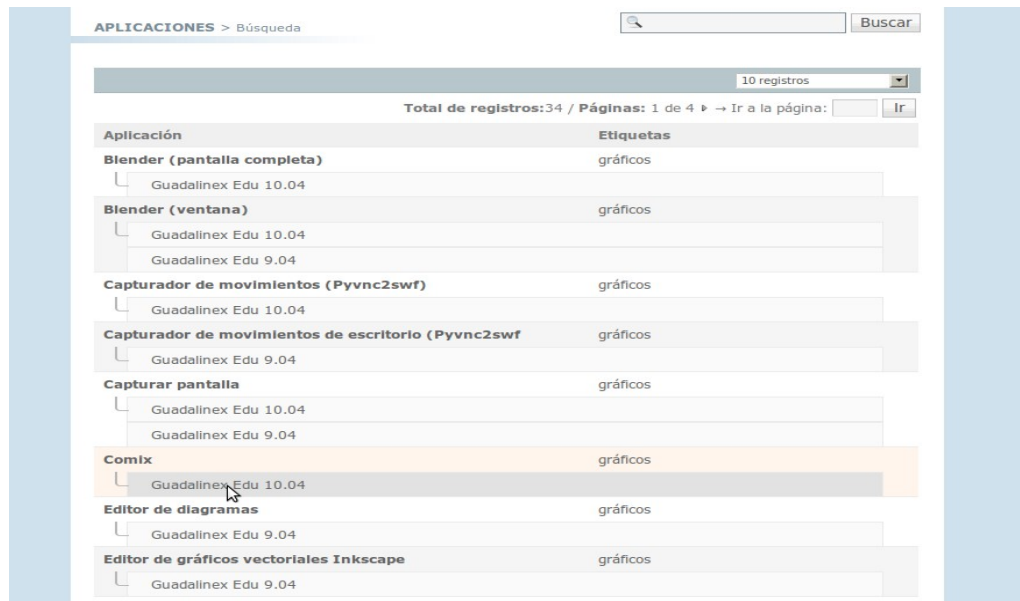 APLICACIONES > Búsqueda
Buscar
10 registros
Total de registros:34 / Páginas: 1 de 4 → Ir a la página: Ir
Aplicación Etiquetas
Blender (pantalla completa) gráficos
Guadalinex Edu 10.04
Blender (ventana) gráficos
Guadalinex Edu 10.04
Guadalinex Edu 9.04
Capturador de movimientos (Pyvnc2swf) gráficos
Guadalinex Edu 10.04
Capturador de movimientos de escritorio (Pyvnc2swf gráficos
Guadalinex Edu 9.04
Capturar pantalla gráficos
Guadalinex Edu 10.04
Guadalinex Edu 9.04
Comix gráficos
Guadalinex Edu 10.04
Editor de diagramas gráficos
Guadalinex Edu 9.04
Editor de gráficos vectoriales Inkscape gráficos
Guadalinex Edu 9.04